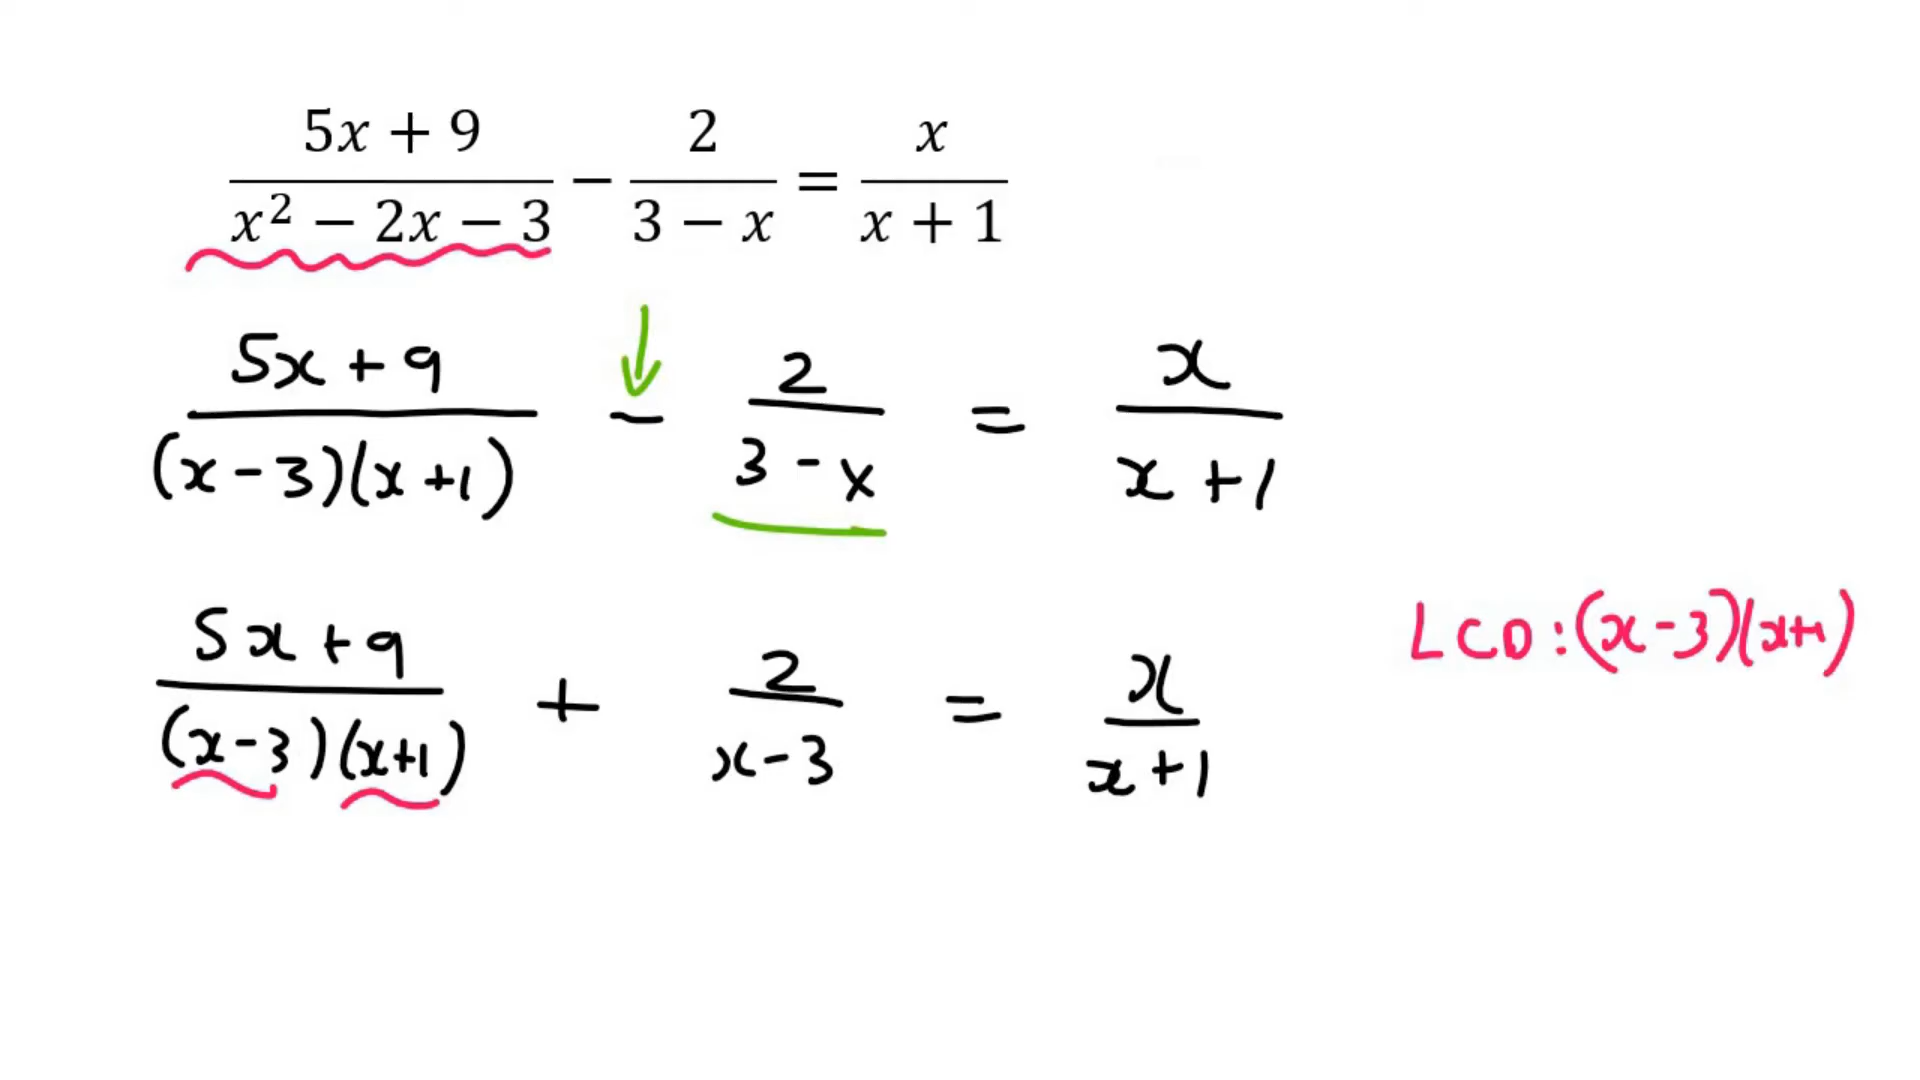 (5x + 9)/(x² − 2x − 3) − 2/(3 − x) = x/(x + 1)
(5x + 9)/((x − 3)(x + 1)) − 2/(3 − x) = x/(x + 1)
(5x + 9)/((x − 3)(x + 1)) + 2/(x − 3) = x/(x + 1)
LCD: (x − 3)(x + 1)